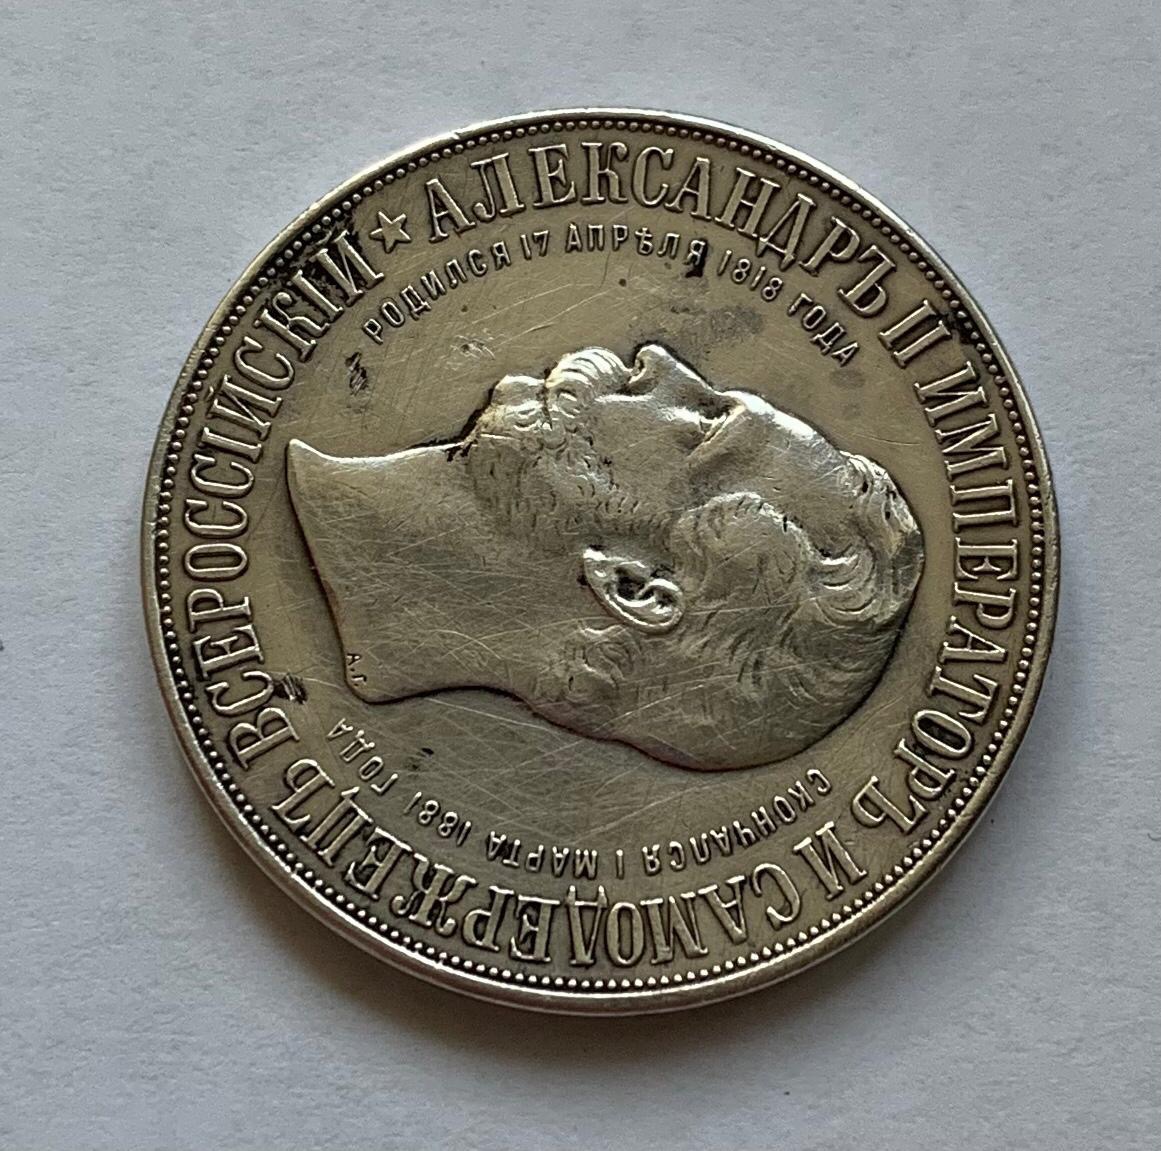 ★ АЛЕКСАНДРЪ II ИМПЕРАТОРЪ И САМОДЕРЖЕЦЪ ВСЕРОССІЙСКІЙ
РОДИЛСЯ 17 АПРѢЛЯ 1818 ГОДА
СКОНЧАЛСЯ 1 МАРТА 1881 ГОДА
А.Г.